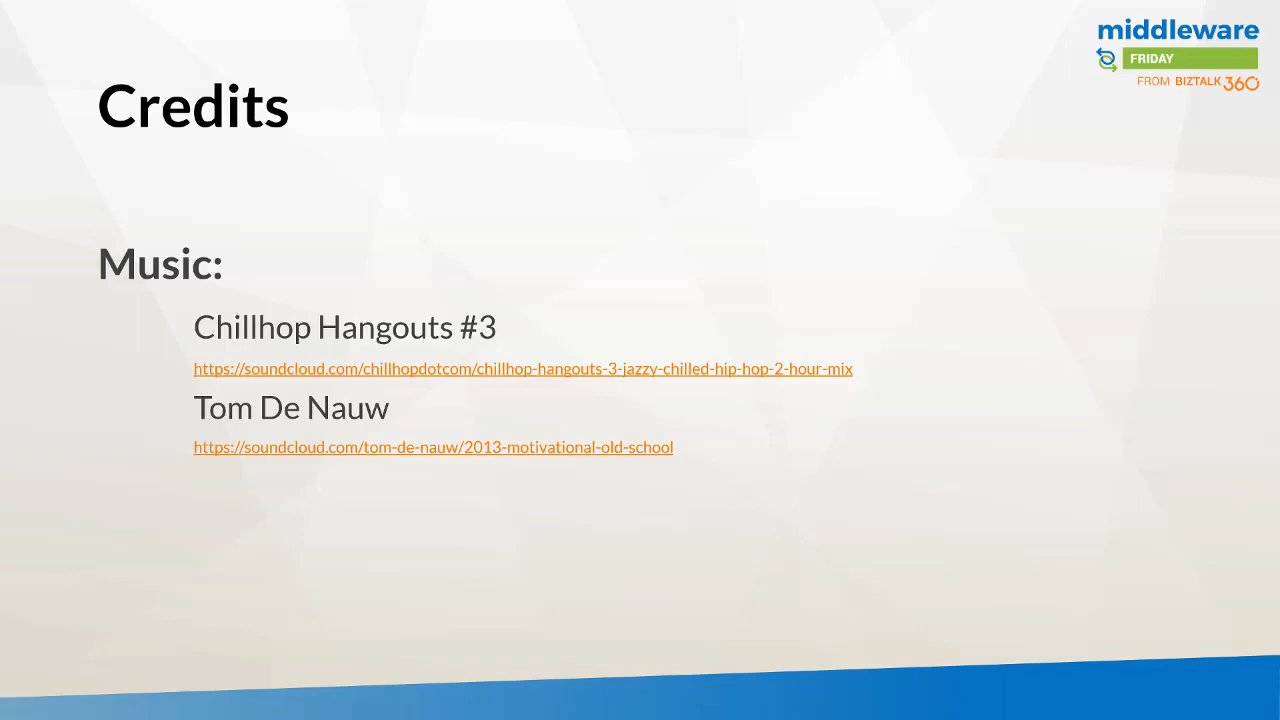 middleware
FRIDAY
FROM BIZTALK360
Credits
Music:
Chillhop Hangouts #3
https://soundcloud.com/chillhopdotcom/chillhop-hangouts-3-jazzy-chilled-hip-hop-2-hour-mix
Tom De Nauw
https://soundcloud.com/tom-de-nauw/2013-motivational-old-school